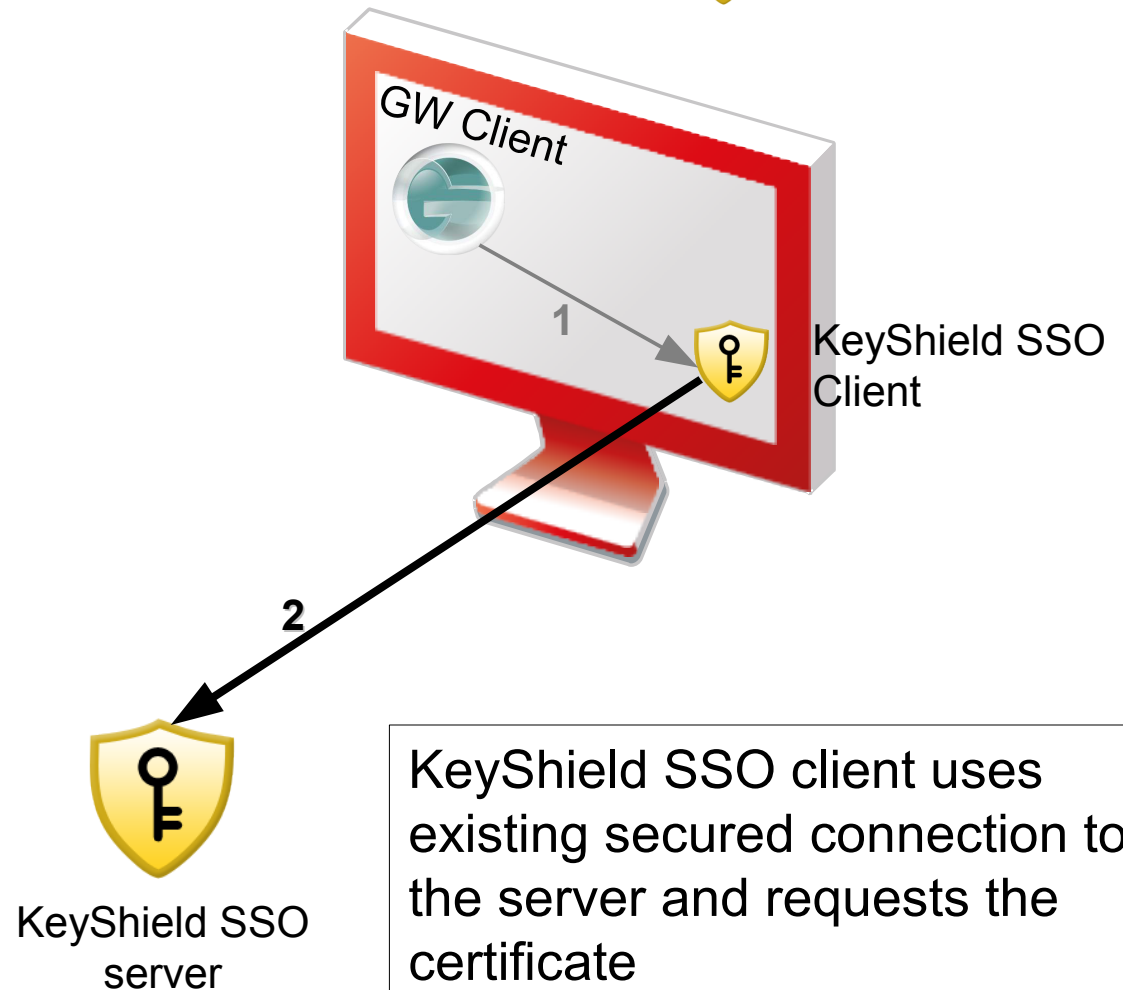 GW Client
1
KeyShield SSO
Client
2
KeyShield SSO
server
KeyShield SSO client uses
existing secured connection to
the server and requests the
certificate